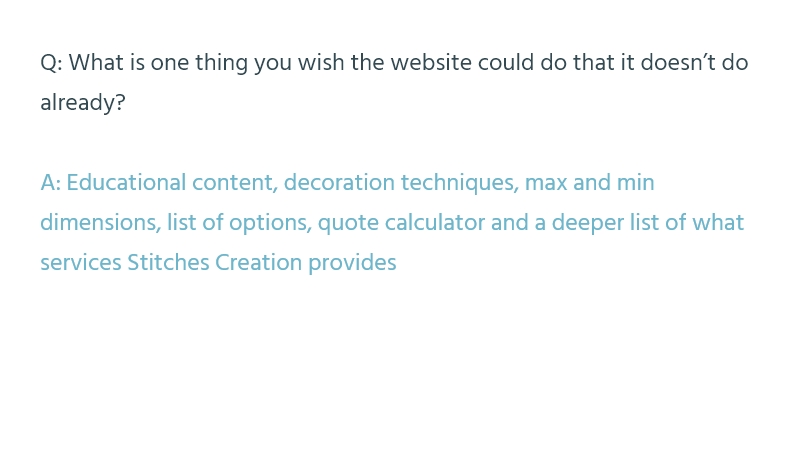 Q: What is one thing you wish the website could do that it doesn’t do
already?
A: Educational content, decoration techniques, max and min
dimensions, list of options, quote calculator and a deeper list of what
services Stitches Creation provides